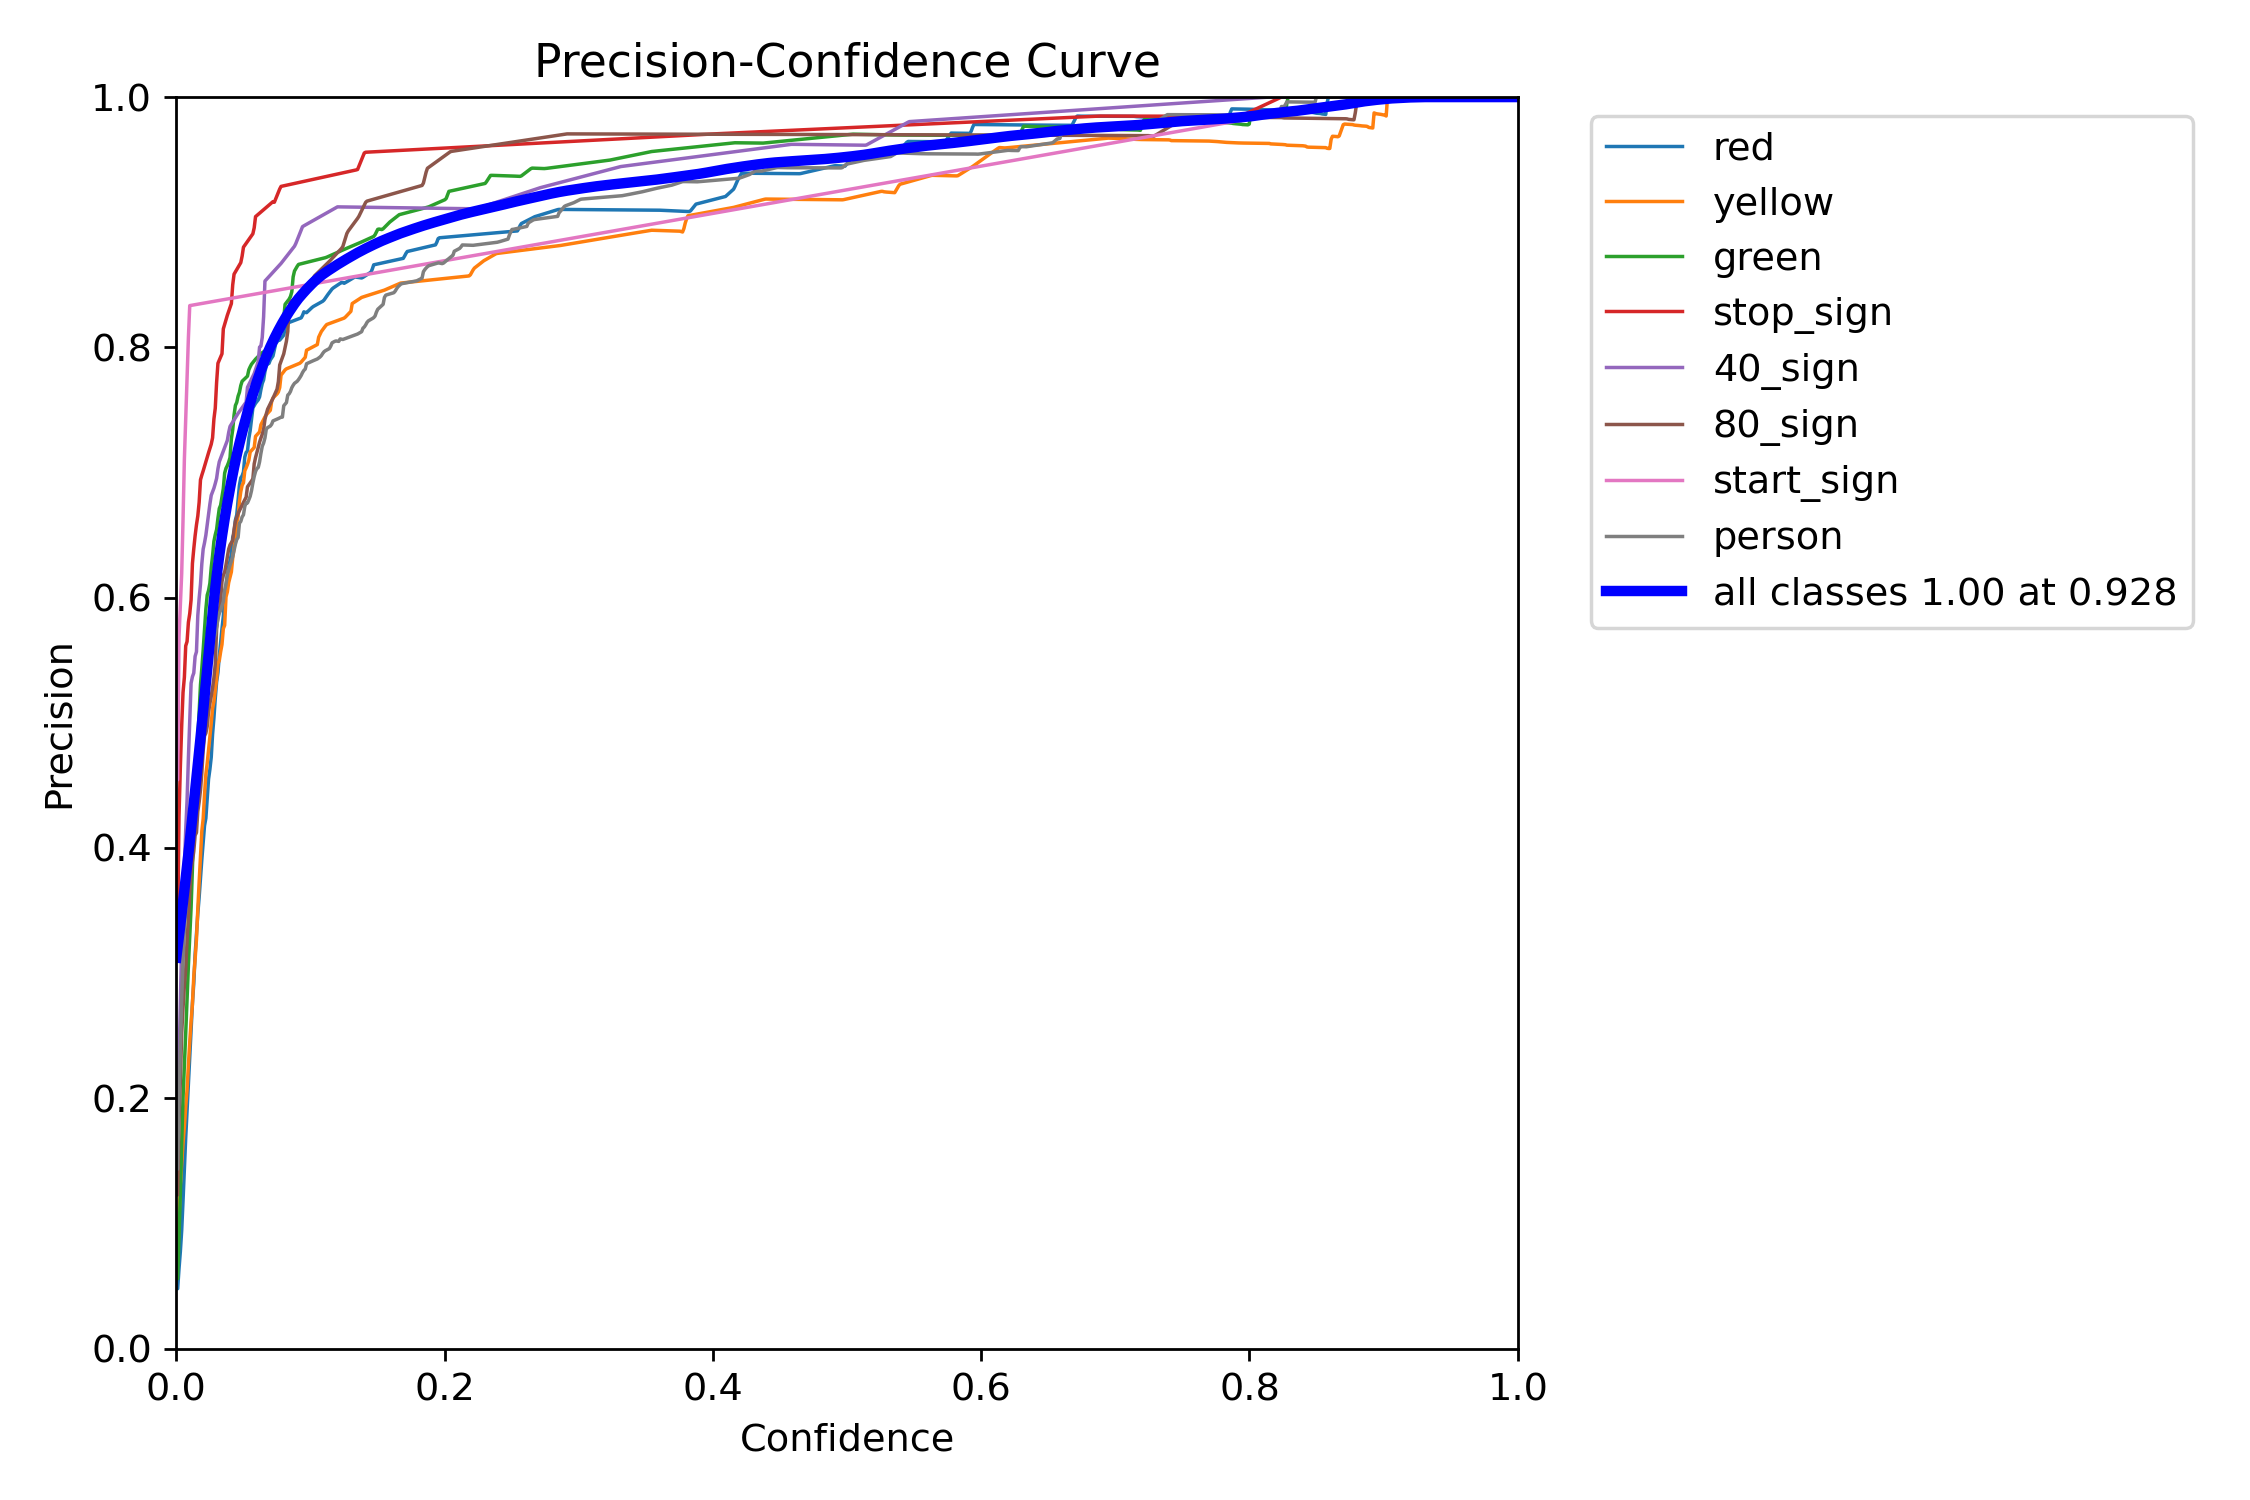 Precision-Confidence Curve
1.0
0.8
0.6
0.4
0.2
0.0
Precision
0.0 0.2 0.4 0.6 0.8 1.0
Confidence
red
yellow
green
stop_sign
40_sign
80_sign
start_sign
person
all classes 1.00 at 0.928